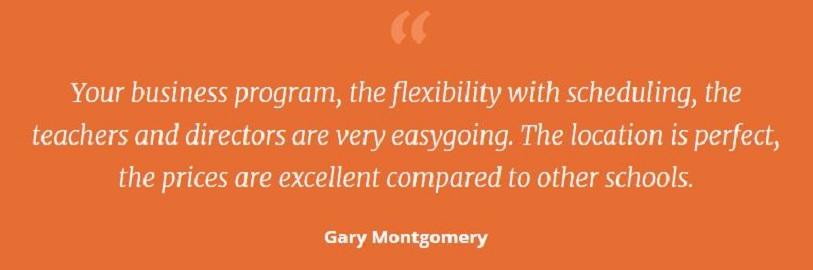 “
Your business program, the flexibility with scheduling, the
teachers and directors are very easygoing. The location is perfect,
the prices are excellent compared to other schools.
Gary Montgomery